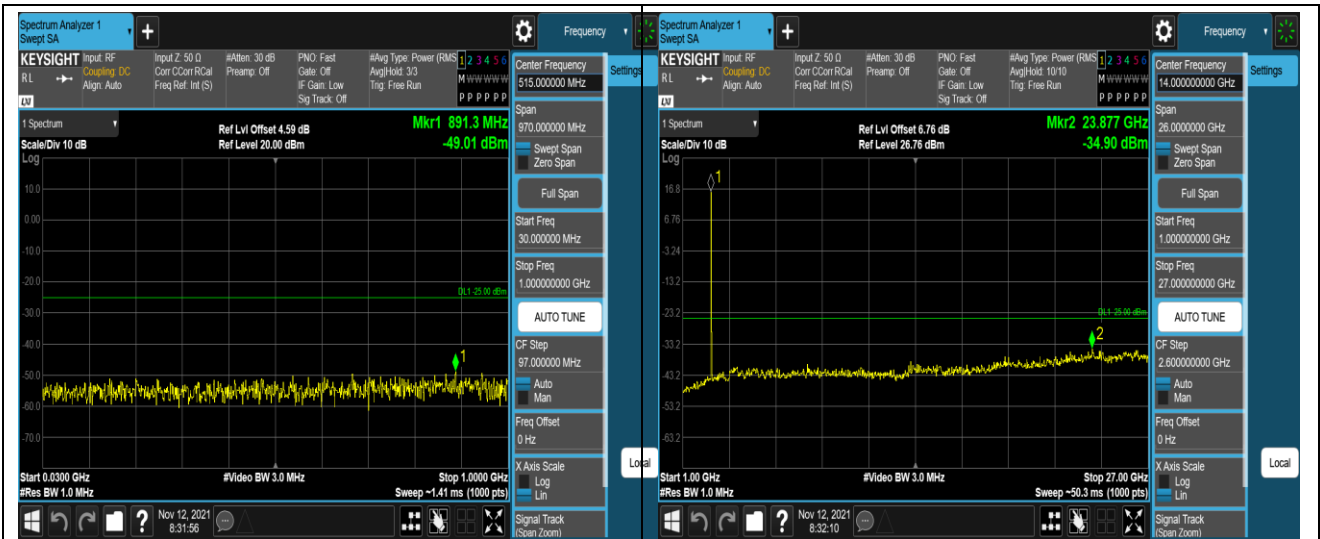 Spectrum Analyzer 1
Swept SA
+
Frequency
KEYSIGHT
RL
LXI
Input: RF
Coupling: DC
Align: Auto
Input Z: 50 Ω
Corr CCorr RCal
Freq Ref: Int (S)
#Atten: 30 dB
Preamp: Off
PNO: Fast
Gate: Off
IF Gain: Low
Sig Track: Off
#Avg Type: Power (RMS
Avg|Hold: 3/3
Trig: Free Run
1 2 3 4 5 6
M W W W W W
P P P P P P
1 Spectrum
Scale/Div 10 dB
Log
Ref Lvl Offset 4.59 dB
Ref Level 20.00 dBm
Mkr1 891.3 MHz
-49.01 dBm
10.0
0.00
-10.0
-20.0
-30.0
-40.0
-50.0
-60.0
-70.0
DL1 -25.00 dBm
1
Start 0.0300 GHz
#Res BW 1.0 MHz
#Video BW 3.0 MHz
Stop 1.0000 GHz
Sweep ~1.41 ms (1000 pts)
Nov 12, 2021
8:31:56
Center Frequency
515.000000 MHz
Span
970.000000 MHz
Swept Span
Zero Span
Full Span
Start Freq
30.000000 MHz
Stop Freq
1.000000000 GHz
AUTO TUNE
CF Step
97.000000 MHz
Auto
Man
Freq Offset
0 Hz
X Axis Scale
Log
Lin
Signal Track
(Span Zoom)
Settings
Local
Spectrum Analyzer 1
Swept SA
+
Frequency
KEYSIGHT
RL
LXI
Input: RF
Coupling: DC
Align: Auto
Input Z: 50 Ω
Corr CCorr RCal
Freq Ref: Int (S)
#Atten: 30 dB
Preamp: Off
PNO: Fast
Gate: Off
IF Gain: Low
Sig Track: Off
#Avg Type: Power (RMS
Avg|Hold: 10/10
Trig: Free Run
1 2 3 4 5 6
M W W W W W
P P P P P P
1 Spectrum
Scale/Div 10 dB
Log
Ref Lvl Offset 6.76 dB
Ref Level 26.76 dBm
Mkr2 23.877 GHz
-34.90 dBm
16.8
6.76
-3.24
-13.2
-23.2
-33.2
-43.2
-53.2
-63.2
1
DL1 -25.00 dBm
2
Start 1.00 GHz
#Res BW 1.0 MHz
#Video BW 3.0 MHz
Stop 27.00 GHz
Sweep ~50.3 ms (1000 pts)
Nov 12, 2021
8:32:10
Center Frequency
14.00000000 GHz
Span
26.0000000 GHz
Swept Span
Zero Span
Full Span
Start Freq
1.000000000 GHz
Stop Freq
27.000000000 GHz
AUTO TUNE
CF Step
2.600000000 GHz
Auto
Man
Freq Offset
0 Hz
X Axis Scale
Log
Lin
Signal Track
(Span Zoom)
Settings
Local